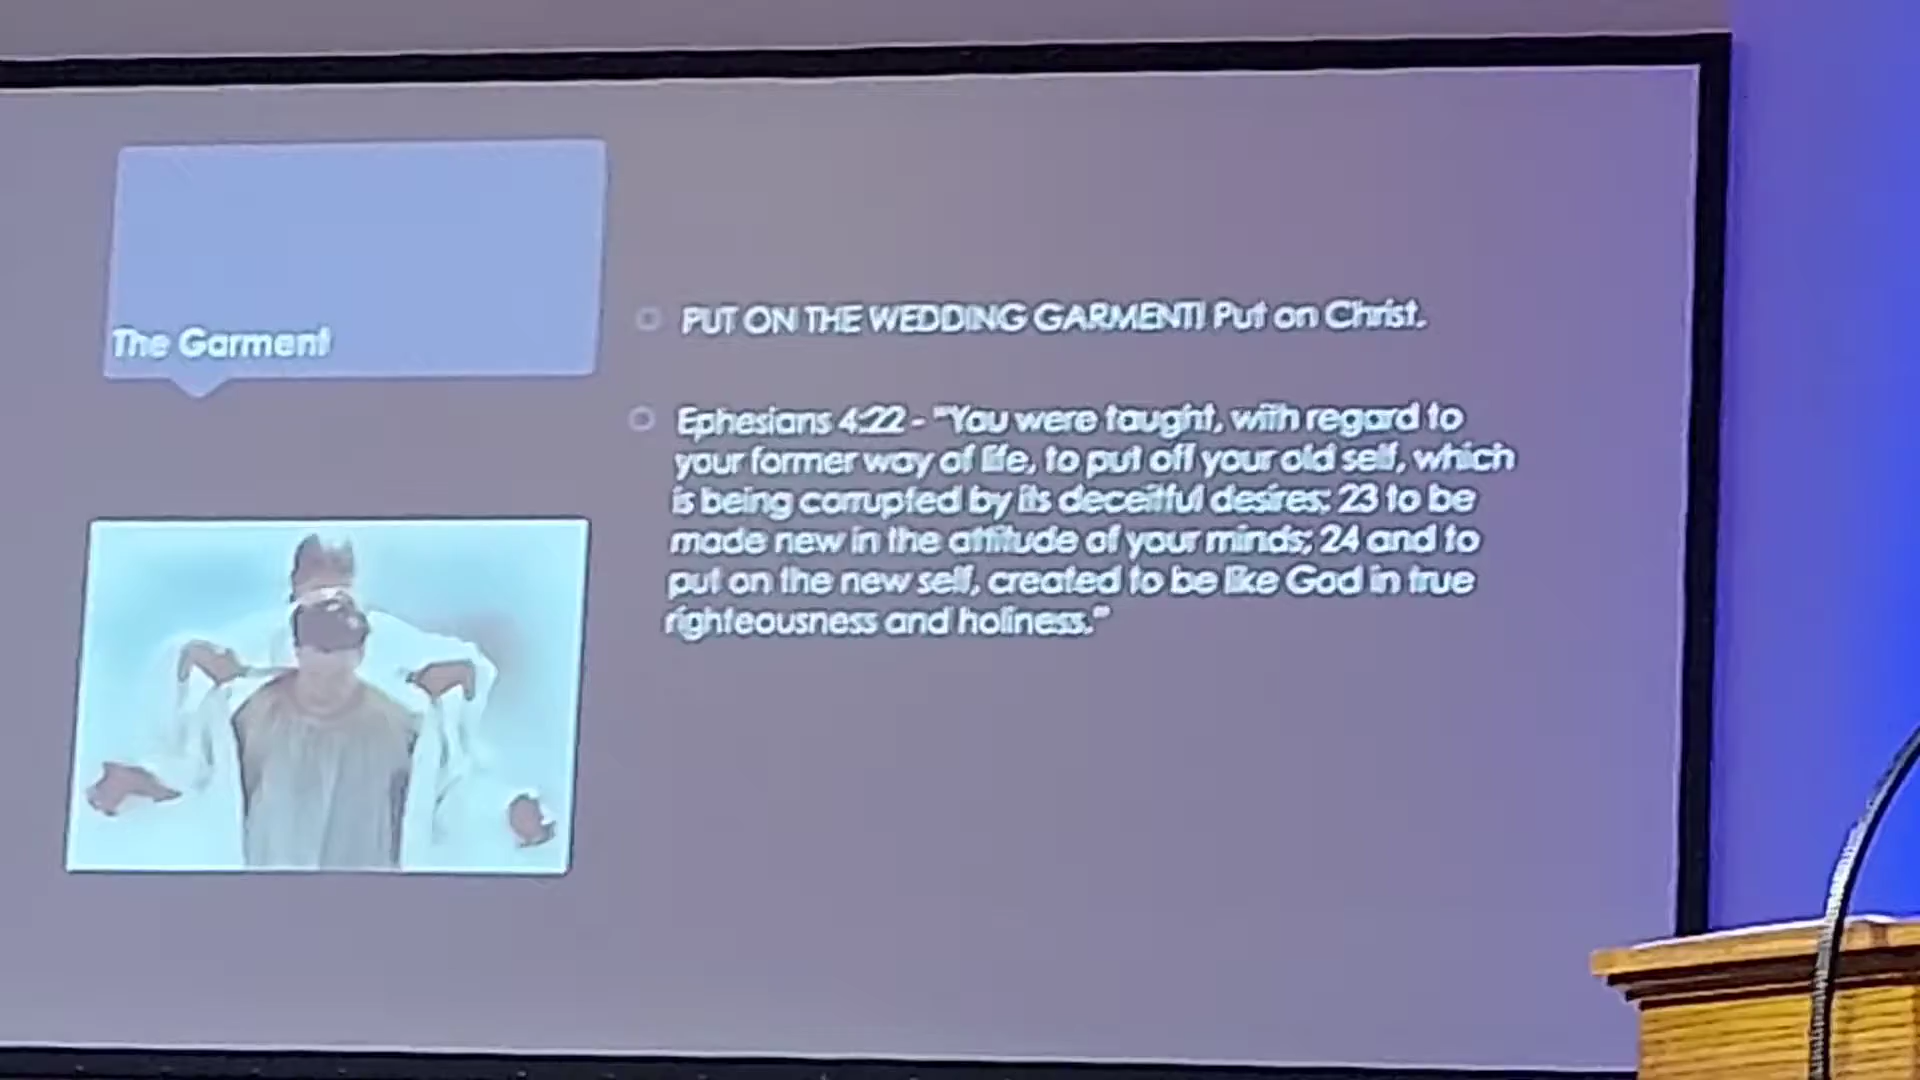 The Garment
PUT ON THE WEDDING GARMENT! Put on Christ.
Ephesians 4:22 - "You were taught, with regard to
your former way of life, to put off your old self, which
is being corrupted by its deceitful desires; 23 to be
made new in the attitude of your minds; 24 and to
put on the new self, created to be like God in true
righteousness and holiness."